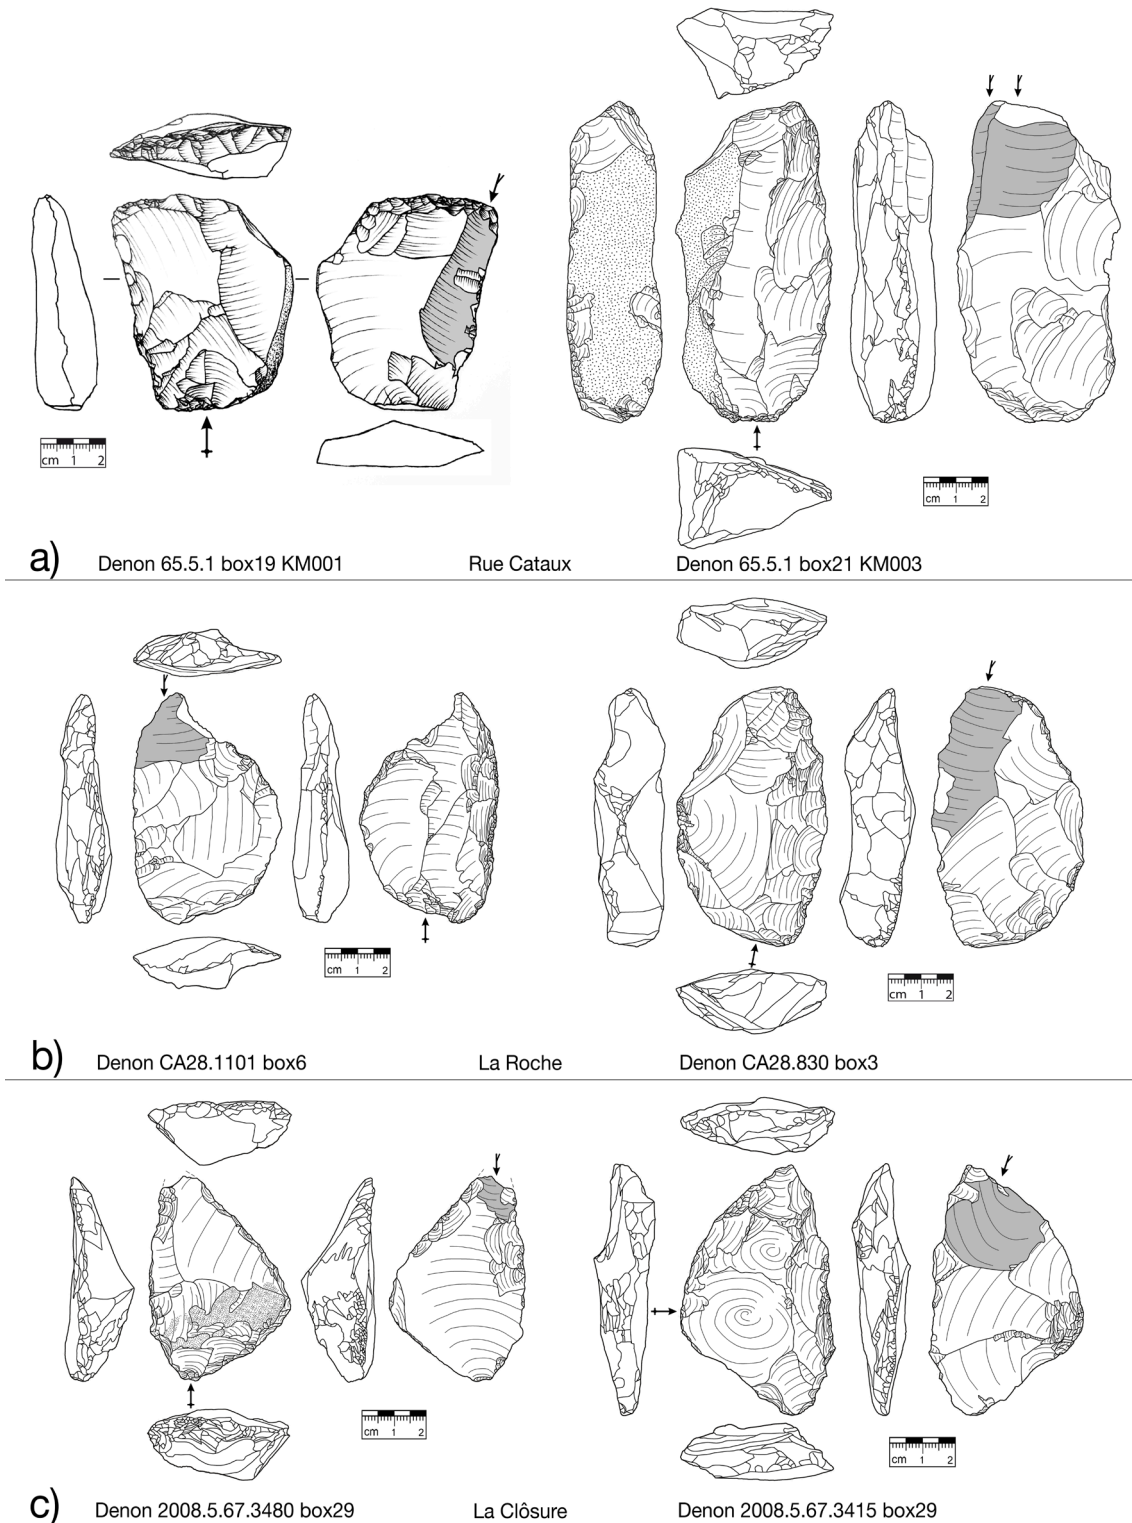 cm 1 2
cm 1 2
a) Denon 65.5.1 box19 KM001 Rue Cataux Denon 65.5.1 box21 KM003
cm 1 2
cm 1 2
b) Denon CA28.1101 box6 La Roche Denon CA28.830 box3
cm 1 2
cm 1 2
c) Denon 2008.5.67.3480 box29 La Clôsure Denon 2008.5.67.3415 box29